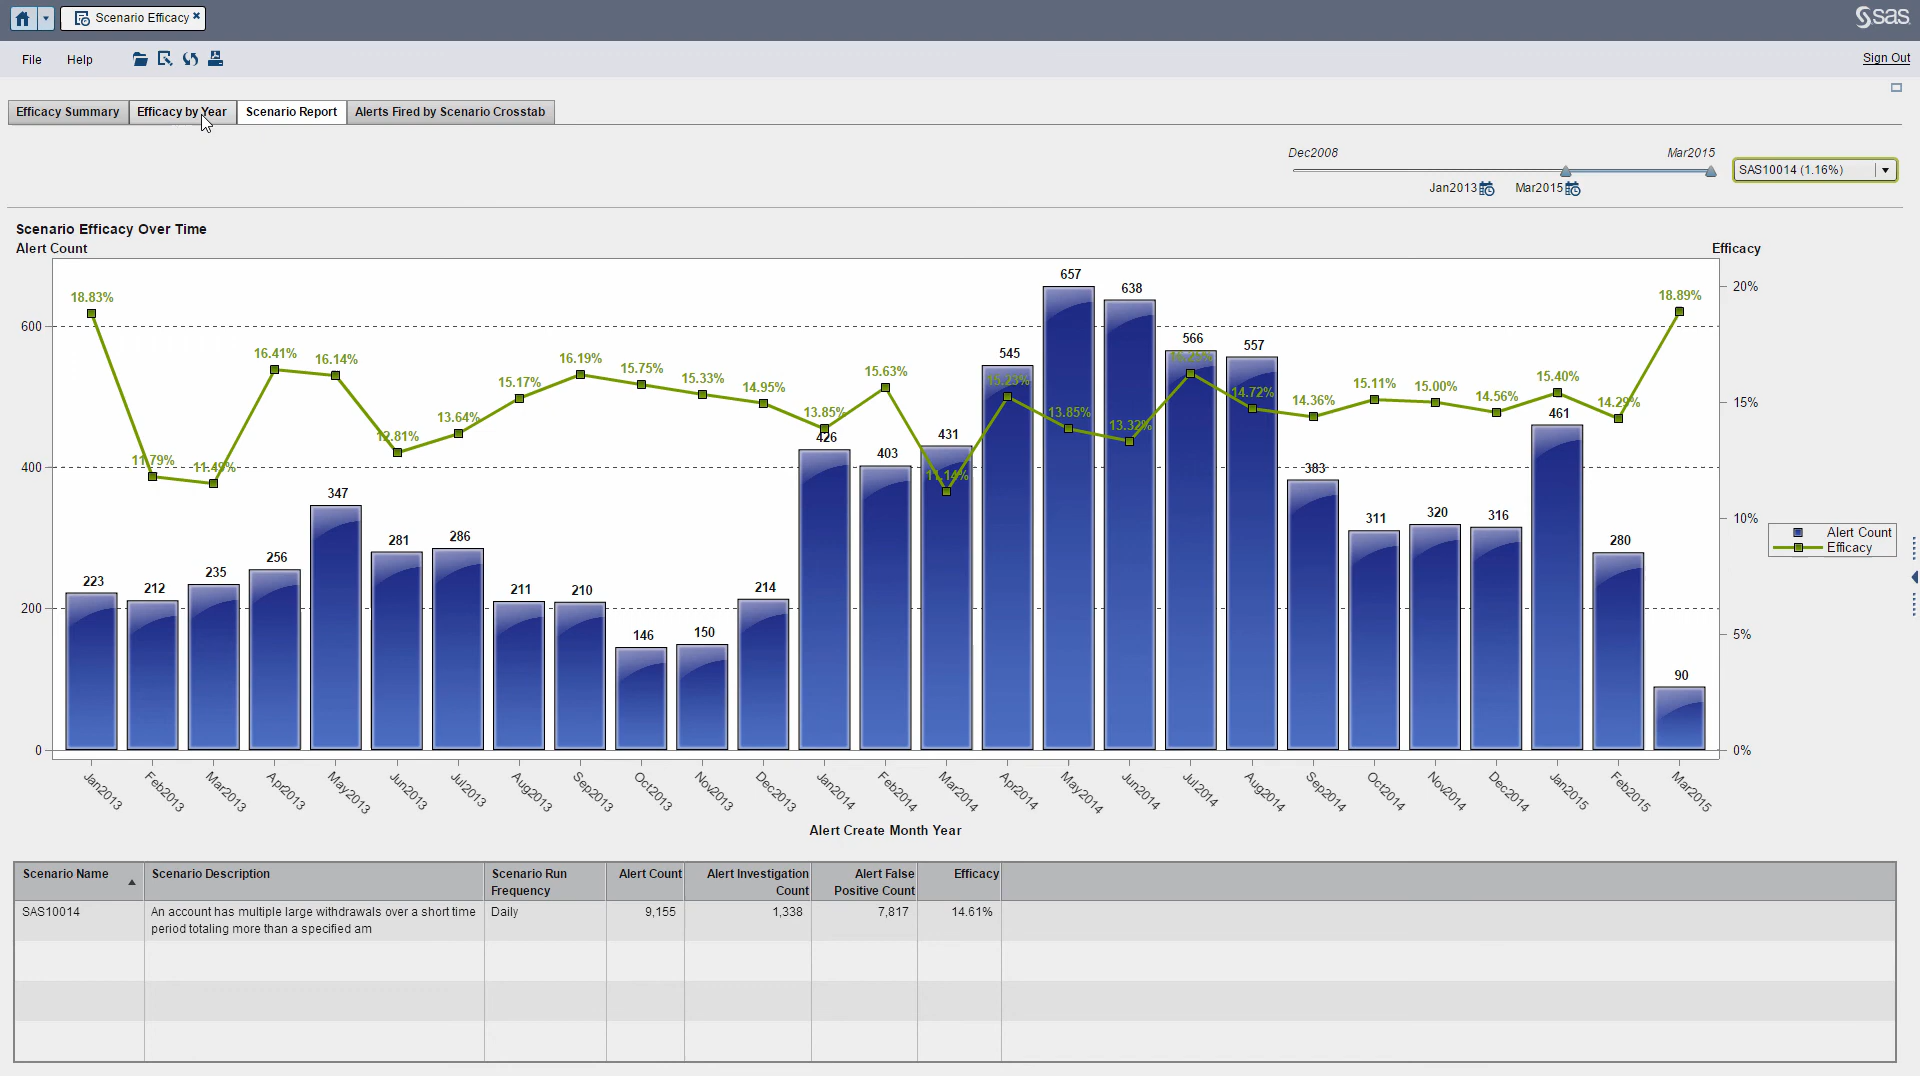 Scenario Efficacy
sas
File Help
Sign Out
Efficacy Summary Efficacy by Year Scenario Report Alerts Fired by Scenario Crosstab
Dec2008 Mar2015
Jan2013 Mar2015
SAS10014 (1.16%)
Scenario Efficacy Over Time
Alert Count Efficacy
18.83% 11.79% 11.49% 16.41% 16.14% 12.81% 13.64% 15.17% 16.19% 15.75% 15.33% 14.95% 13.85% 15.63% 11.14% 15.23% 13.85% 13.32% 14.72% 14.36% 15.11% 15.00% 14.56% 15.40% 14.29% 18.89%
223 212 235 256 347 281 286 211 210 146 150 214 426 403 431 545 657 638 566 557 383 311 320 316 461 280 90
600
400
200
0
20%
15%
10%
5%
0%
Alert Count
Efficacy
Jan2013 Feb2013 Mar2013 Apr2013 May2013 Jun2013 Jul2013 Aug2013 Sep2013 Oct2013 Nov2013 Dec2013 Jan2014 Feb2014 Mar2014 Apr2014 May2014 Jun2014 Jul2014 Aug2014 Sep2014 Oct2014 Nov2014 Dec2014 Jan2015 Feb2015 Mar2015
Alert Create Month Year
Scenario Name Scenario Description Scenario Run Frequency Alert Count Alert Investigation Count Alert False Positive Count Efficacy
SAS10014 An account has multiple large withdrawals over a short time Daily 9,155 1,338 7,817 14.61%
period totaling more than a specified am